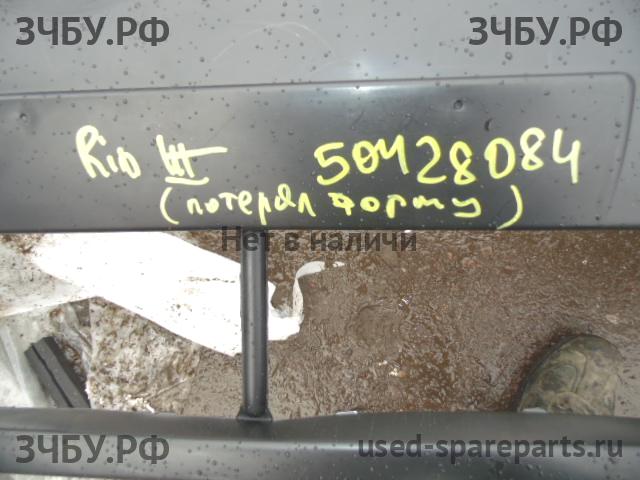 ЗЧБУ.РФ ЗЧБУ.РФ
Rio III 50428084
(потерял форму)
Нет в наличи
ЗЧБУ.РФ used-spareparts.ru